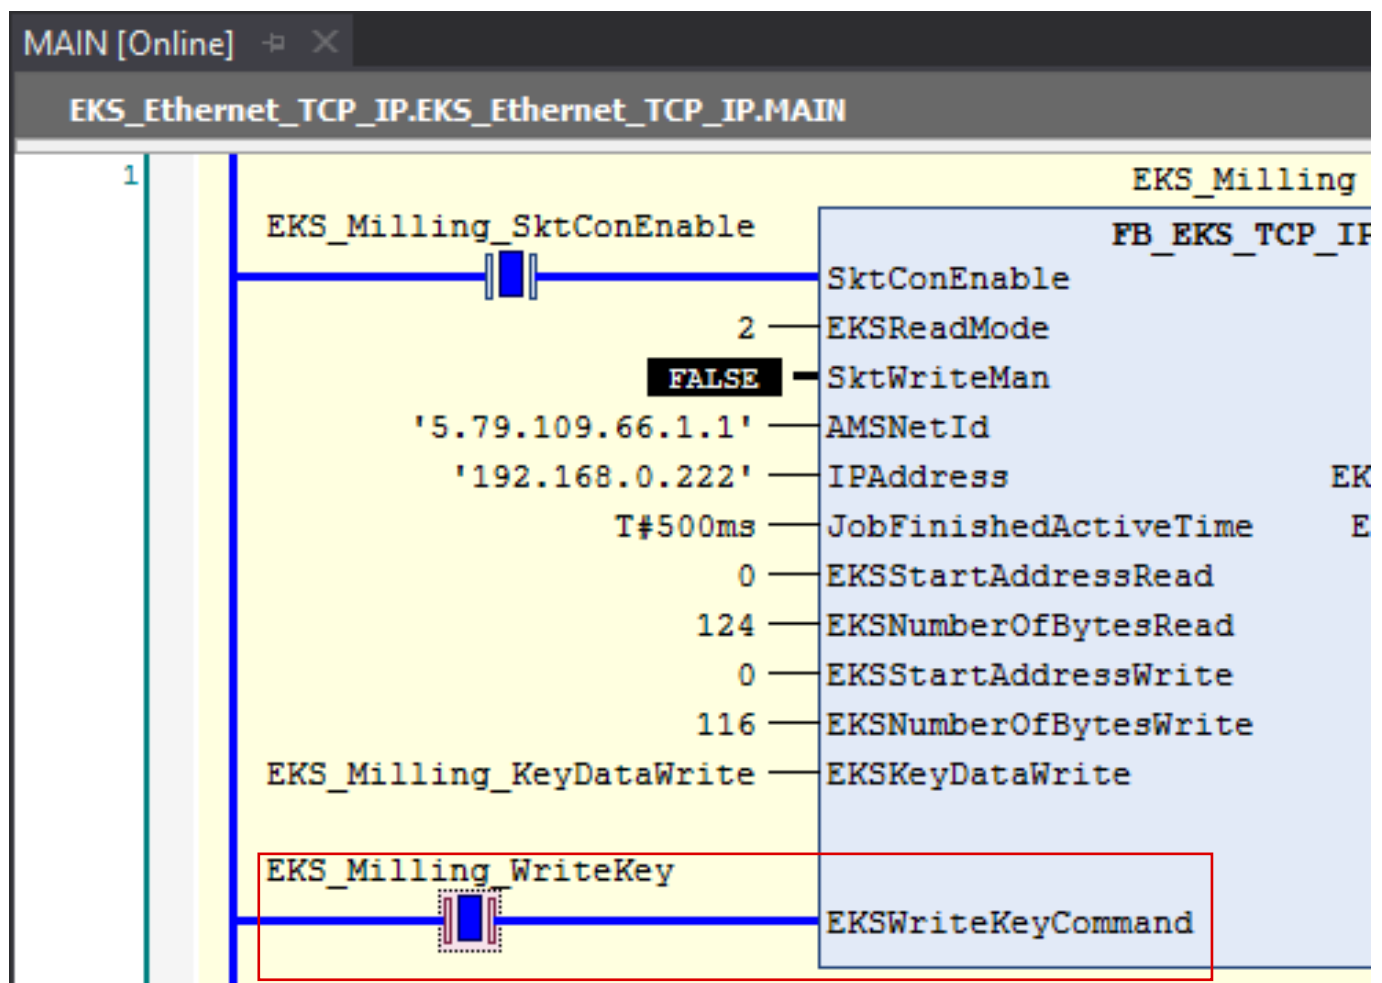 MAIN [Online]
EKS_Ethernet_TCP_IP.EKS_Ethernet_TCP_IP.MAIN
1
EKS_Milling
EKS_Milling_SktConEnable
FB_EKS_TCP_IP
SktConEnable
2 EKSReadMode
FALSE SktWriteMan
'5.79.109.66.1.1' AMSNetId
'192.168.0.222' IPAddress EK
T#500ms JobFinishedActiveTime E
0 EKSStartAddressRead
124 EKSNumberOfBytesRead
0 EKSStartAddressWrite
116 EKSNumberOfBytesWrite
EKS_Milling_KeyDataWrite EKSKeyDataWrite
EKS_Milling_WriteKey
EKSWriteKeyCommand